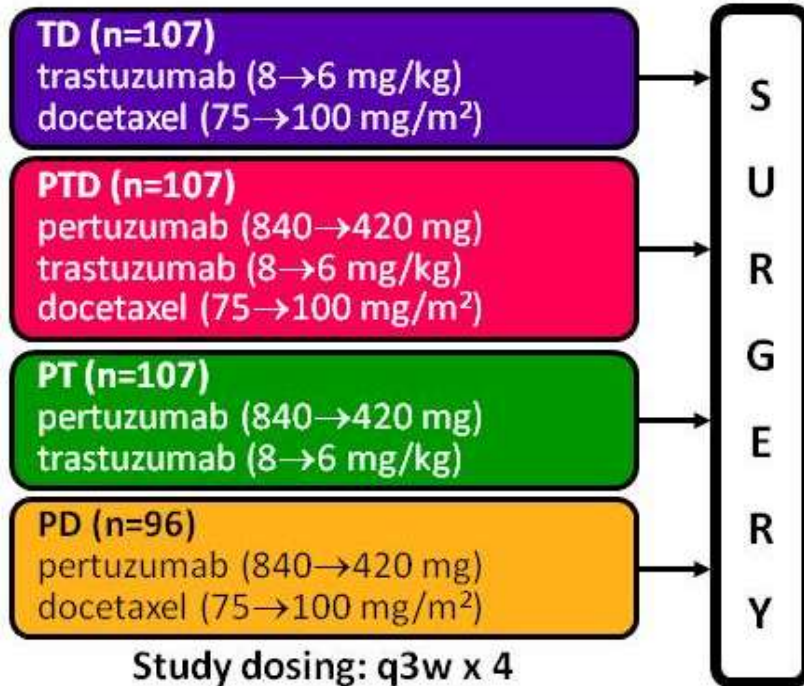 TD (n=107)
trastuzumab (8→6 mg/kg)
docetaxel (75→100 mg/m²)
PTD (n=107)
pertuzumab (840→420 mg)
trastuzumab (8→6 mg/kg)
docetaxel (75→100 mg/m²)
PT (n=107)
pertuzumab (840→420 mg)
trastuzumab (8→6 mg/kg)
PD (n=96)
pertuzumab (840→420 mg)
docetaxel (75→100 mg/m²)
Study dosing: q3w x 4
SURGERY